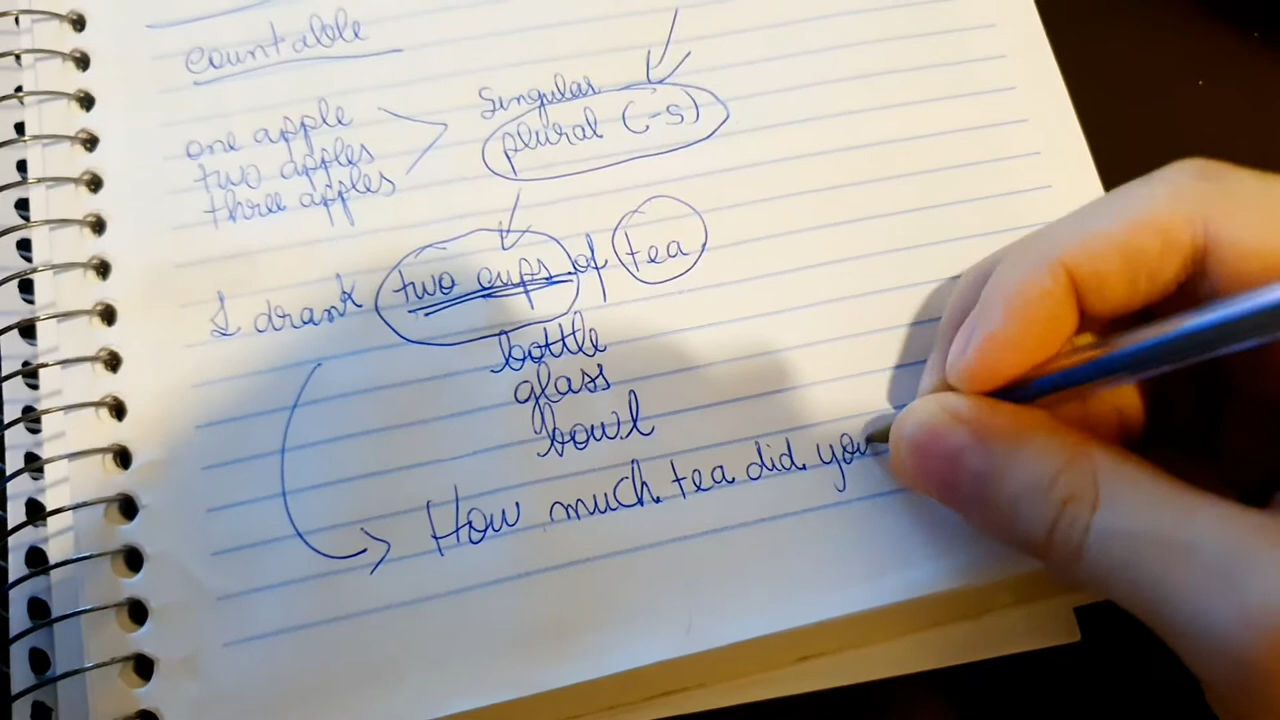 countable
one apple
two apples
three apples
Singular
plural (-s)
I drank two cups of tea
bottle
glass
bowl
How much tea did you